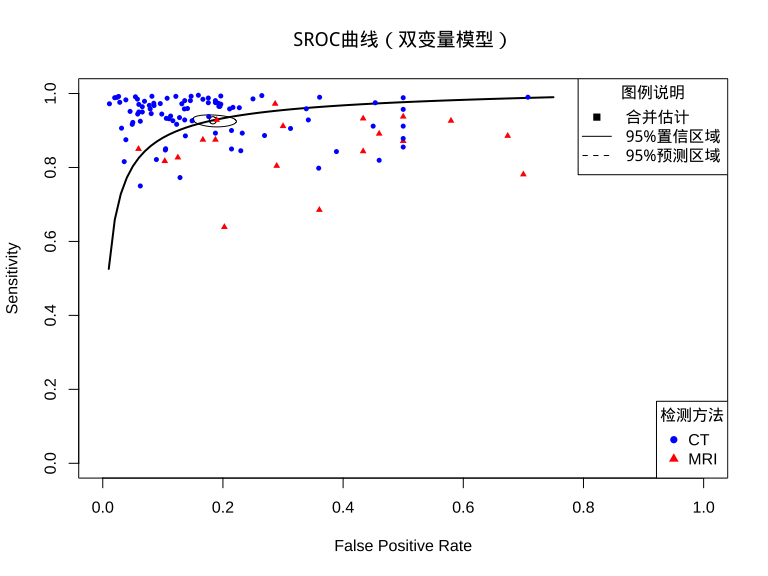 SROC曲线（双变量模型）
图例说明
合并估计
95%置信区域
95%预测区域
检测方法
CT
MRI
Sensitivity
1.0
0.8
0.6
0.4
0.2
0.0
0.0 0.2 0.4 0.6 0.8 1.0
False Positive Rate